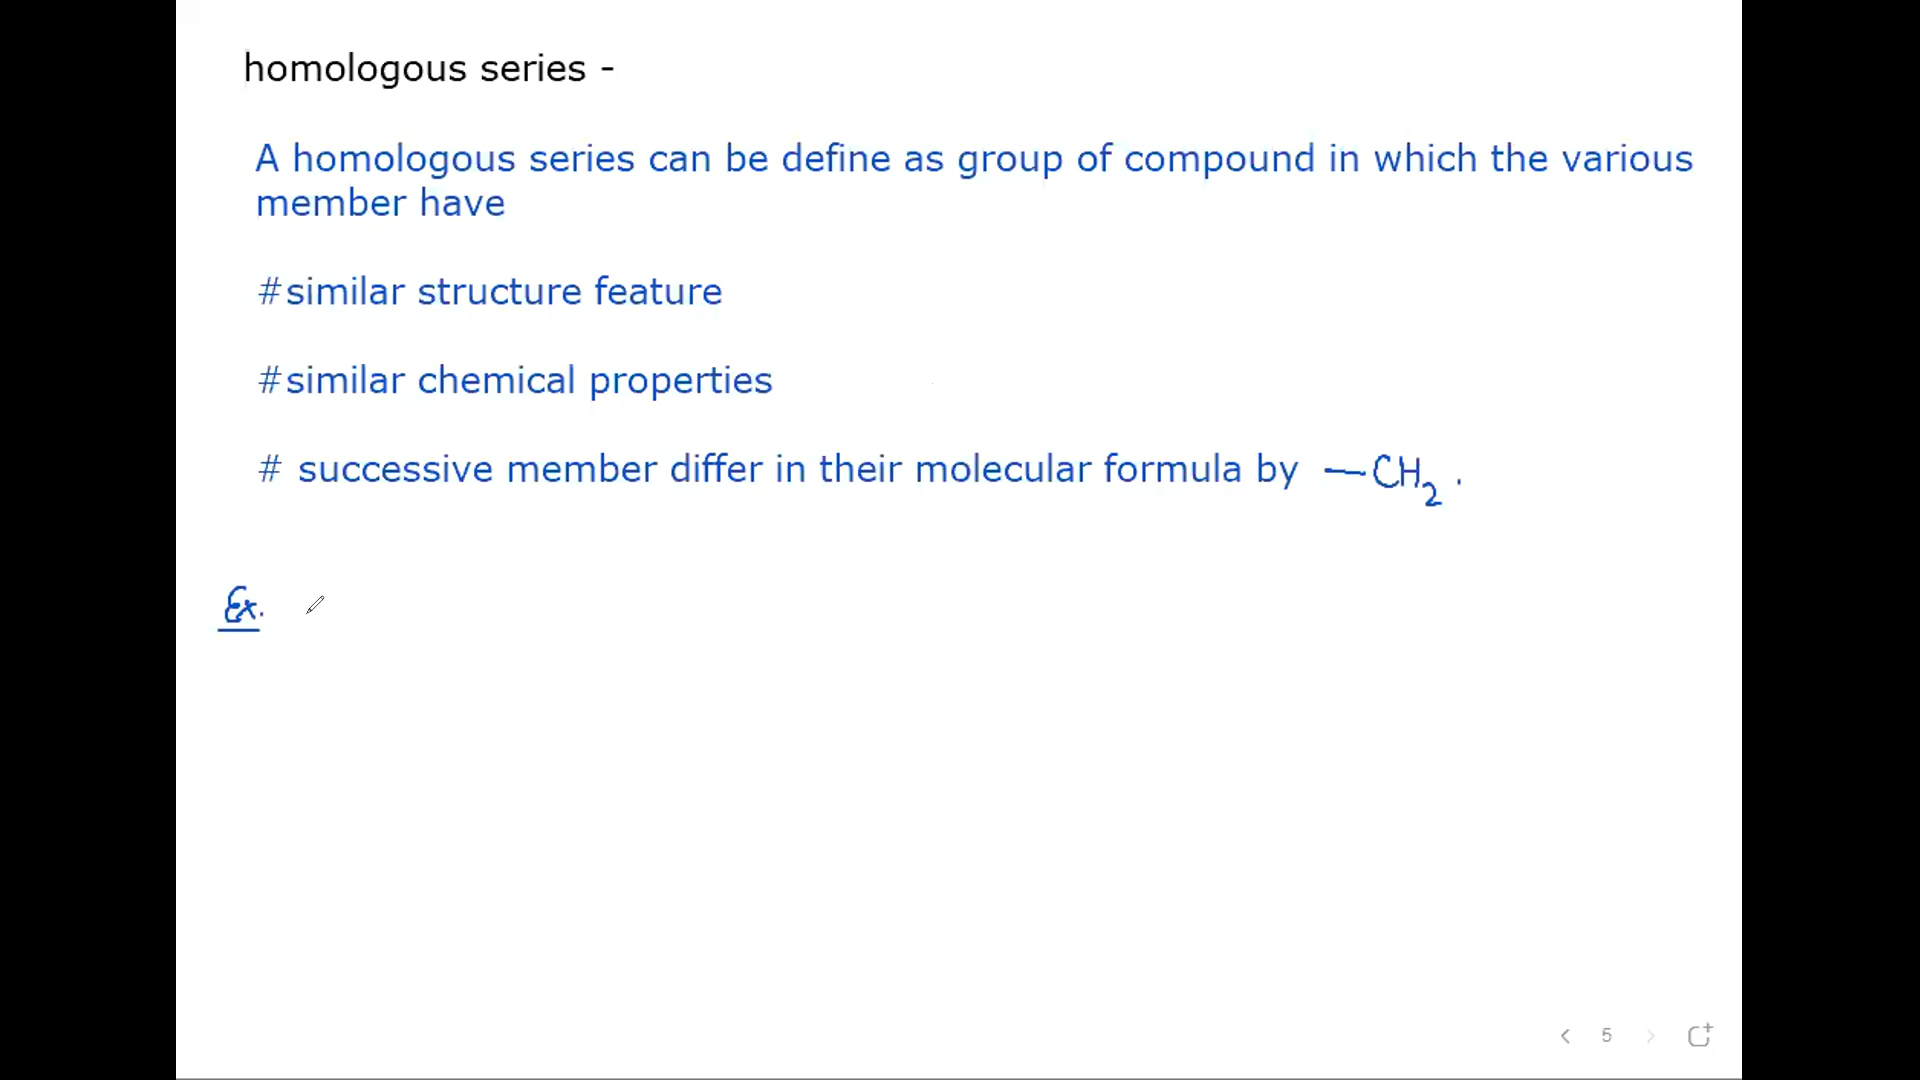 homologous series -
A homologous series can be define as group of compound in which the various
member have
#similar structure feature
#similar chemical properties
# successive member differ in their molecular formula by —CH₂ .
Ex.
5